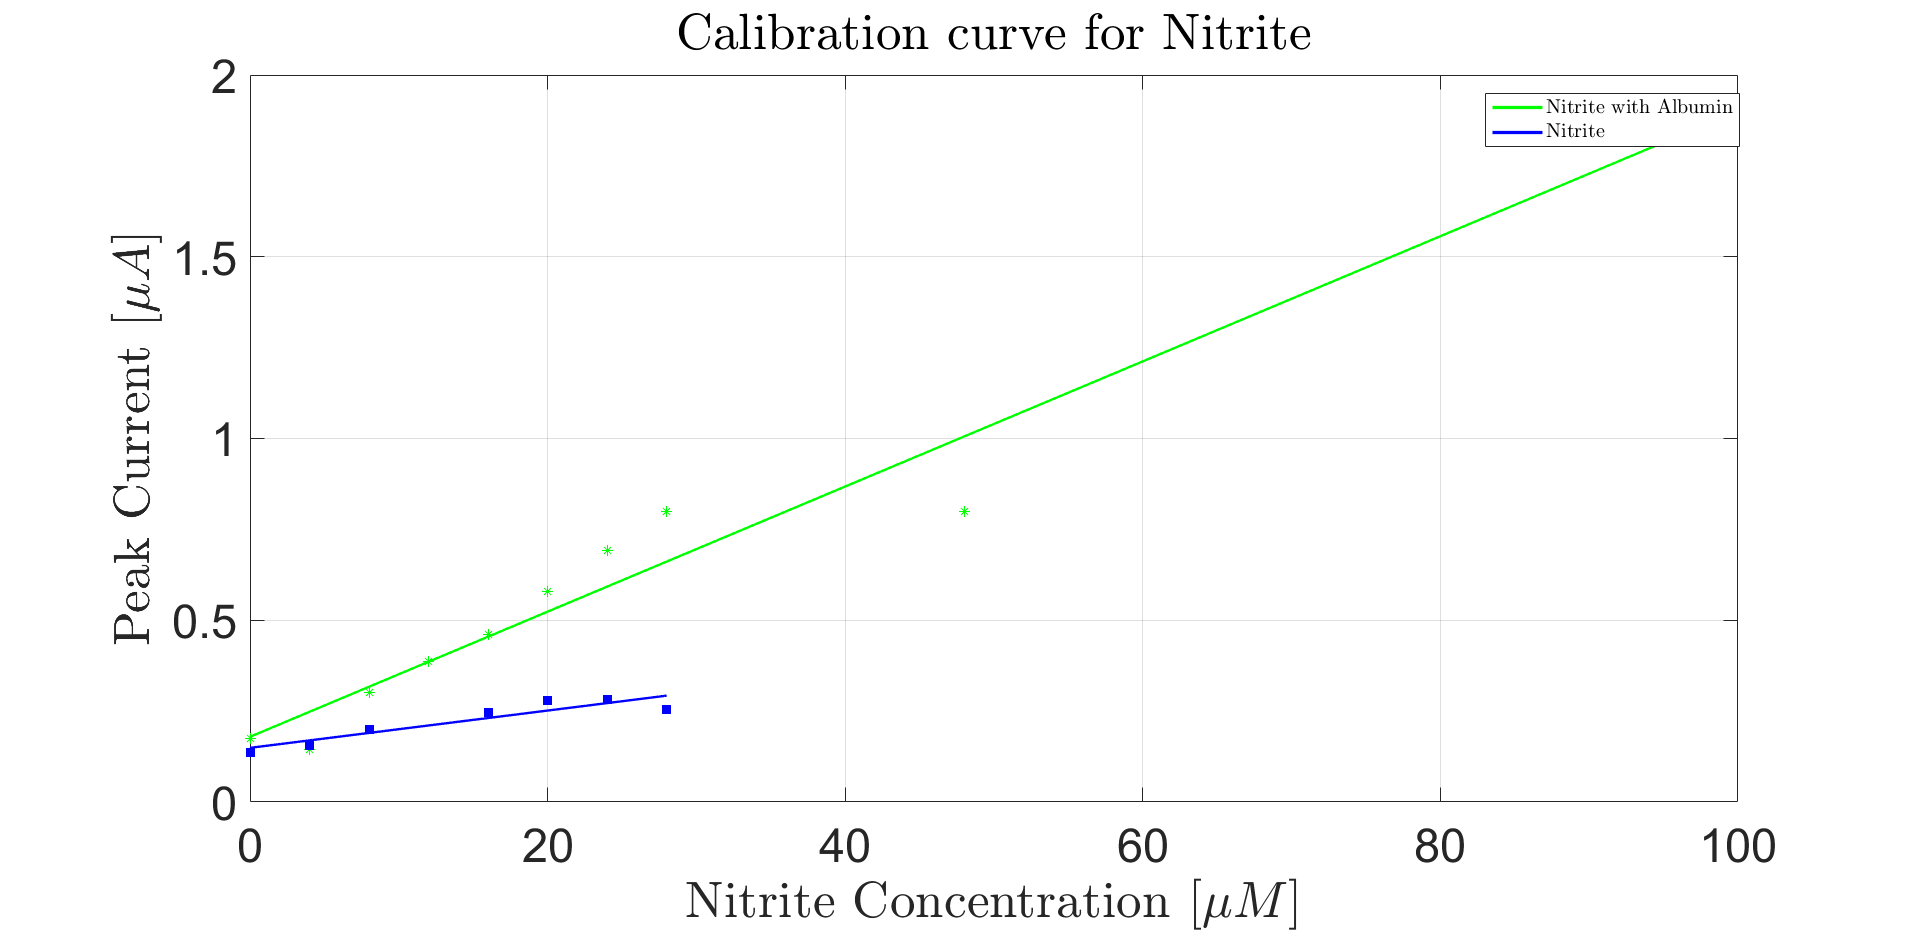 Calibration curve for Nitrite
2
1.5
1
0.5
0
Peak Current [μA]
Nitrite with Albumin
Nitrite
0 20 40 60 80 100
Nitrite Concentration [μM]